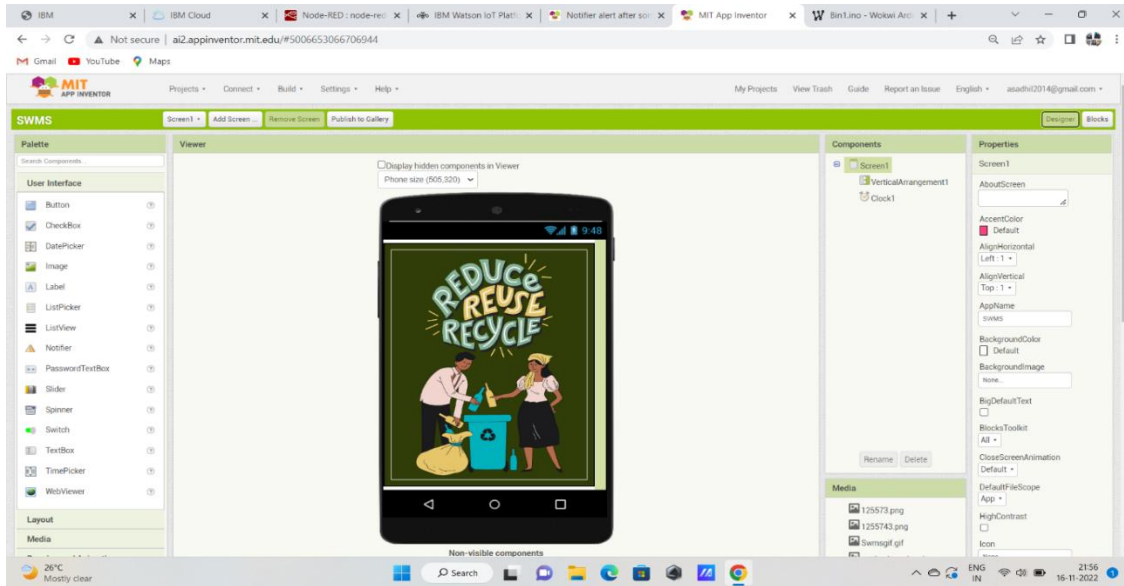 IBM
IBM Cloud
Node-RED : node-red
IBM Watson IoT Platfo
Notifier alert after som
MIT App Inventor
Bin1.ino - Wokwi Ardu
Not secure | ai2.appinventor.mit.edu/#5006653066706944
Gmail YouTube Maps
MIT
APP INVENTOR
Projects Connect Build Settings Help
My Projects View Trash Guide Report an Issue English asadhil2014@gmail.com
SWMS
Screen1 Add Screen ... Remove Screen Publish to Gallery
Designer Blocks
Palette
Search Components...
User Interface
Button
CheckBox
DatePicker
Image
Label
ListPicker
ListView
Notifier
PasswordTextBox
Slider
Spinner
Switch
TextBox
TimePicker
WebViewer
Layout
Media
Viewer
Display hidden components in Viewer
Phone size (505,320)
9:48
REDUCE
REUSE
RECYCLE
Non-visible components
Components
Screen1
VerticalArrangement1
Clock1
Rename Delete
Media
125573.png
1255743.png
Swmsgif.gif
Properties
Screen1
AboutScreen
AccentColor
Default
AlignHorizontal
Left : 1
AlignVertical
Top : 1
AppName
SWMS
BackgroundColor
Default
BackgroundImage
None...
BigDefaultText
BlocksToolkit
All
CloseScreenAnimation
Default
DefaultFileScope
App
HighContrast
Icon
26°C
Mostly clear
Search
ENG
IN
21:56
16-11-2022